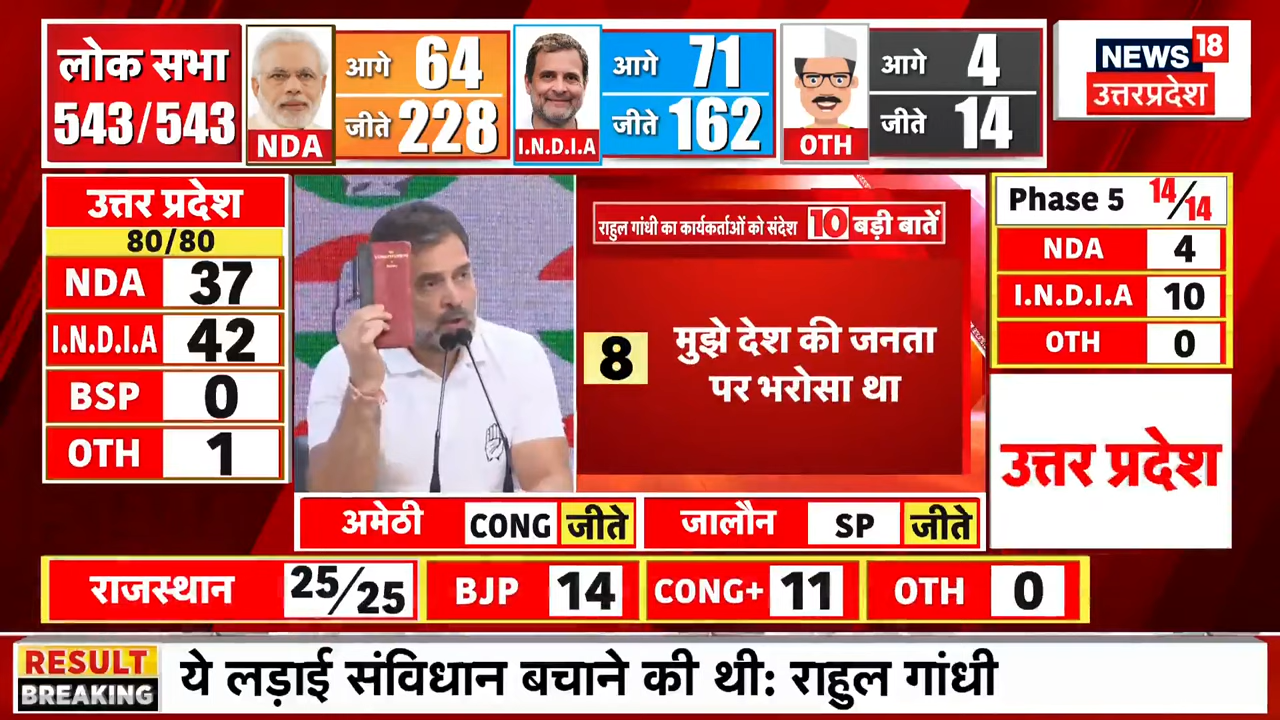 लोक सभा
543/543
NDA
आगे 64
जीते 228
I.N.D.I.A
आगे 71
जीते 162
OTH
आगे 4
जीते 14
NEWS 18
उत्तरप्रदेश
उत्तर प्रदेश
80/80
NDA 37
I.N.D.I.A 42
BSP 0
OTH 1
राहुल गांधी का कार्यकर्ताओं को संदेश 10 बड़ी बातें
8
मुझे देश की जनता
पर भरोसा था
Phase 5 14/14
NDA 4
I.N.D.I.A 10
OTH 0
उत्तर प्रदेश
अमेठी CONG जीते
जालौन SP जीते
राजस्थान 25/25 BJP 14 CONG+ 11 OTH 0
RESULT
BREAKING
ये लड़ाई संविधान बचाने की थी: राहुल गांधी